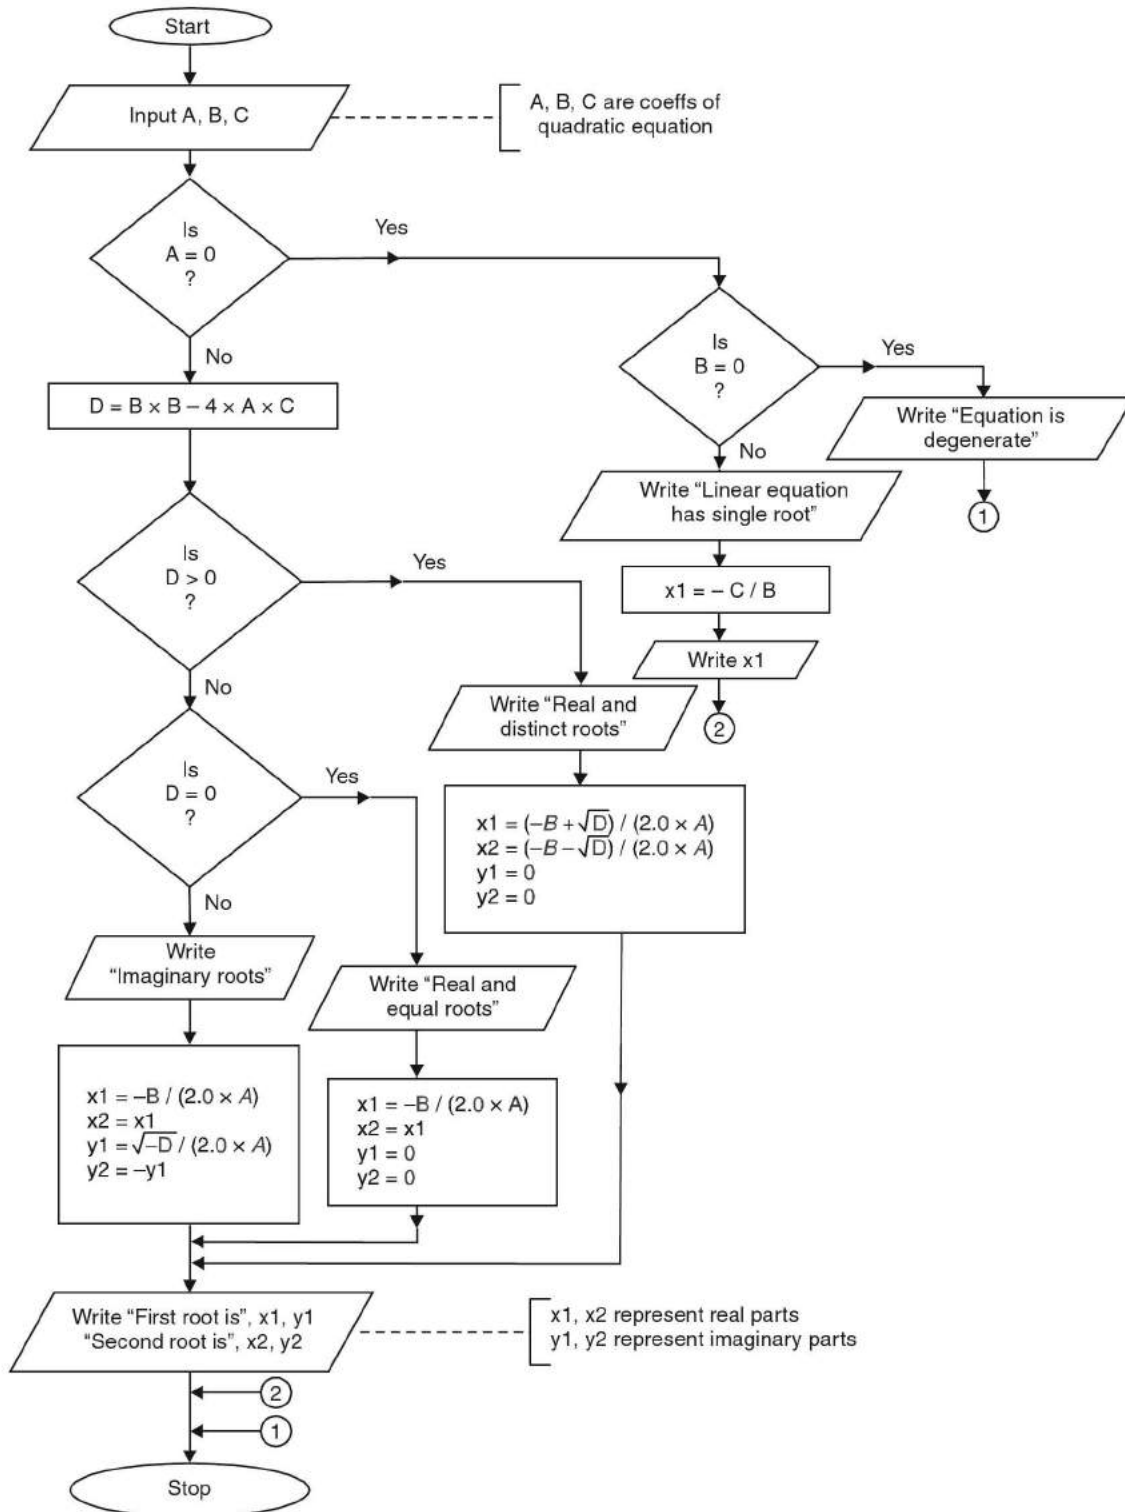 Start
Input A, B, C
A, B, C are coeffs of
quadratic equation
Is
A = 0
?
Yes
No
Is
B = 0
?
Yes
No
D = B × B – 4 × A × C
Write “Equation is
degenerate”
1
Write “Linear equation
has single root”
x1 = – C / B
Write x1
2
Is
D > 0
?
Yes
No
Write “Real and
distinct roots”
x1 = (–B + √D) / (2.0 × A)
x2 = (–B – √D) / (2.0 × A)
y1 = 0
y2 = 0
Is
D = 0
?
Yes
No
Write
“Imaginary roots”
Write “Real and
equal roots”
x1 = –B / (2.0 × A)
x2 = x1
y1 = √–D / (2.0 × A)
y2 = –y1
x1 = –B / (2.0 × A)
x2 = x1
y1 = 0
y2 = 0
Write “First root is”, x1, y1
“Second root is”, x2, y2
x1, x2 represent real parts
y1, y2 represent imaginary parts
2
1
Stop